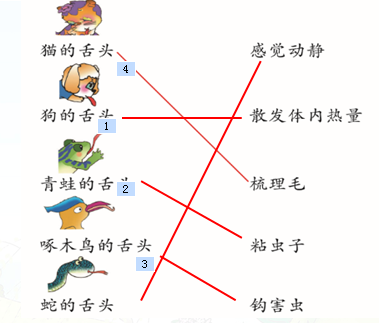 猫的舌头 感觉动静
4
狗的舌头 散发体内热量
1
青蛙的舌头 梳理毛
2
啄木鸟的舌头 粘虫子
3
蛇的舌头 钩害虫